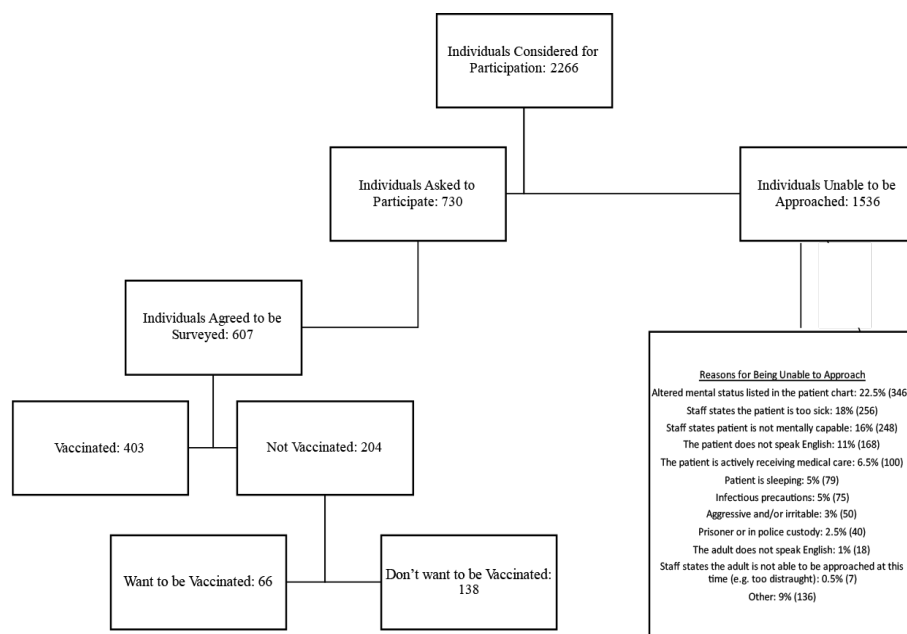 Individuals Considered for
Participation: 2266
Individuals Asked to
Participate: 730
Individuals Unable to be
Approached: 1536
Individuals Agreed to be
Surveyed: 607
Vaccinated: 403
Not Vaccinated: 204
Want to be Vaccinated: 66
Don't want to be Vaccinated:
138
Reasons for Being Unable to Approach
Altered mental status listed in the patient chart: 22.5% (346
Staff states the patient is too sick: 18% (256)
Staff states patient is not mentally capable: 16% (248)
The patient does not speak English: 11% (168)
The patient is actively receiving medical care: 6.5% (100)
Patient is sleeping: 5% (79)
Infectious precautions: 5% (75)
Aggressive and/or irritable: 3% (50)
Prisoner or in police custody: 2.5% (40)
The adult does not speak English: 1% (18)
Staff states the adult is not able to be approached at this
time (e.g. too distraught): 0.5% (7)
Other: 9% (136)